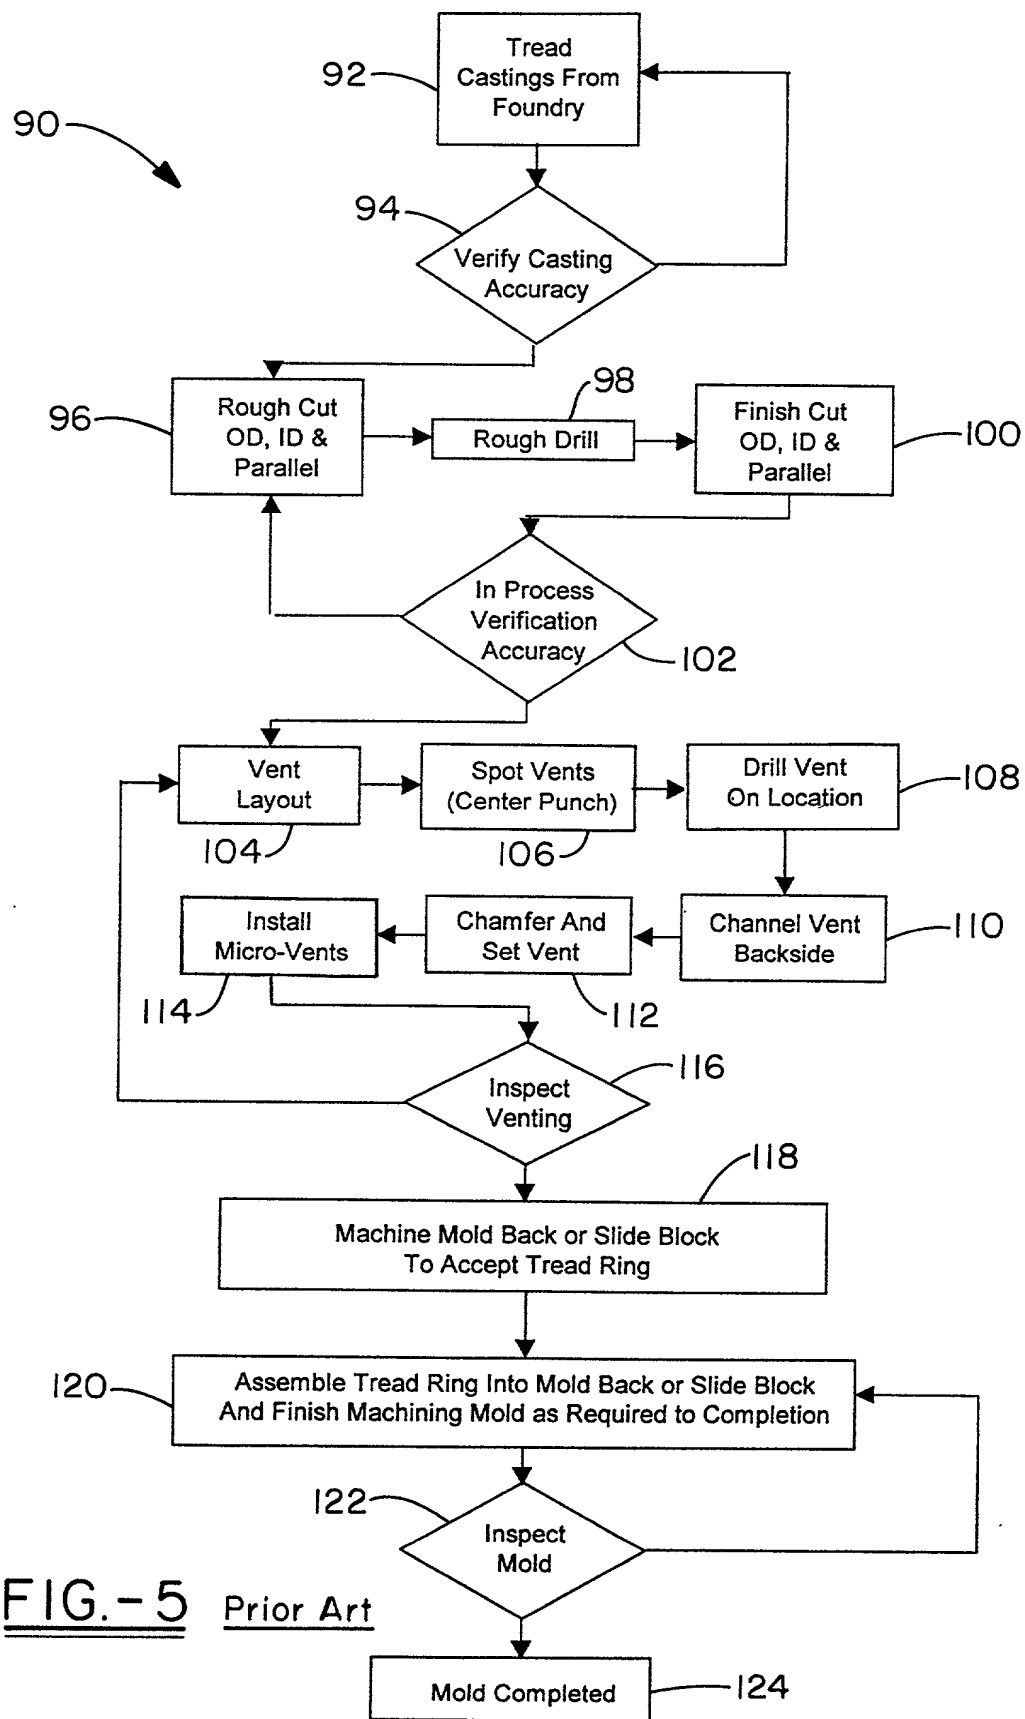 Tread
Castings From
Foundry
92
90
94
Verify Casting
Accuracy
96
Rough Cut
OD, ID &
Parallel
98
Rough Drill
Finish Cut
OD, ID &
Parallel
100
In Process
Verification
Accuracy
102
Vent
Layout
104
Spot Vents
(Center Punch)
106
Drill Vent
On Location
108
Install
Micro-Vents
114
Chamfer And
Set Vent
112
Channel Vent
Backside
110
116
Inspect
Venting
118
Machine Mold Back or Slide Block
To Accept Tread Ring
120
Assemble Tread Ring Into Mold Back or Slide Block
And Finish Machining Mold as Required to Completion
122
Inspect
Mold
FIG.-5 Prior Art
Mold Completed
124